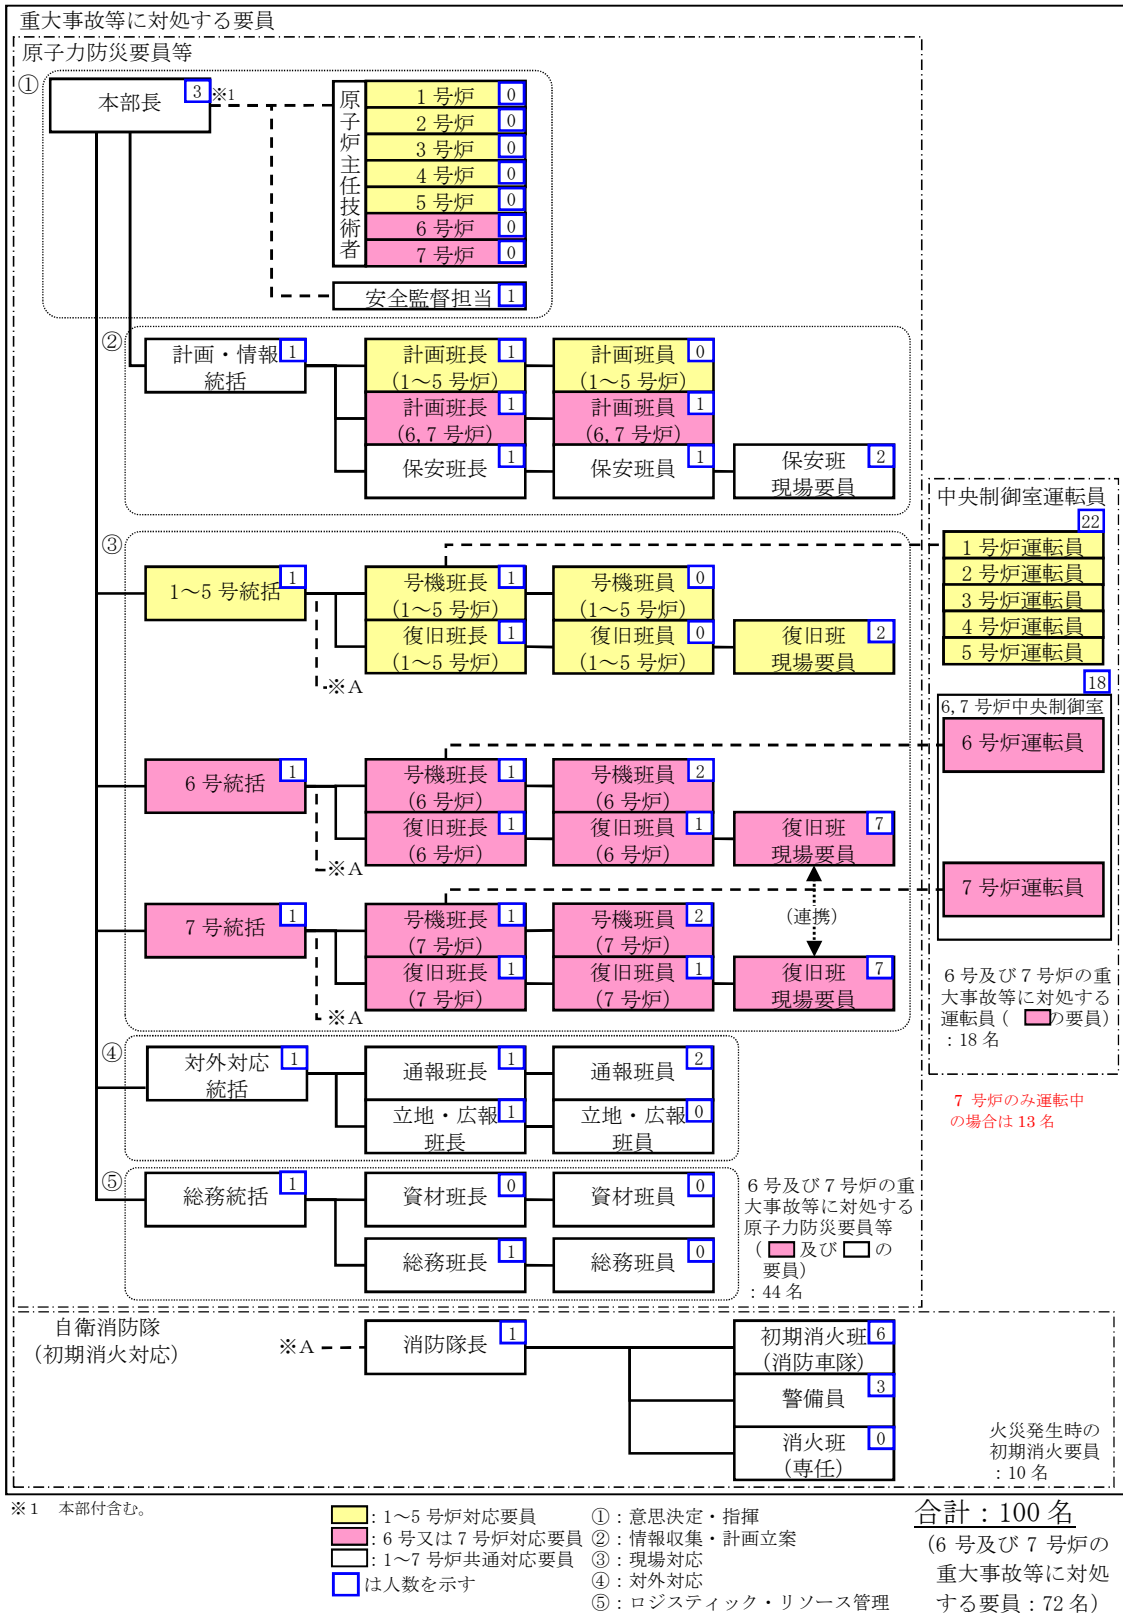 重大事故等に対処する要員
原子力防災要員等
①
本部長 3 ※1
原子炉主任技術者
1号炉 0
2号炉 0
3号炉 0
4号炉 0
5号炉 0
6号炉 0
7号炉 0
安全監督担当 1
②
計画・情報 1
統括
計画班長 1
(1～5号炉)
計画班員 0
(1～5号炉)
計画班長 1
(6,7号炉)
計画班員 1
(6,7号炉)
保安班長 1
保安班員 1
保安班 2
現場要員
中央制御室運転員
22
1号炉運転員
2号炉運転員
3号炉運転員
4号炉運転員
5号炉運転員
18
6,7号炉中央制御室
6号炉運転員
7号炉運転員
6号及び7号炉の重
大事故等に対処する
運転員( の要員)
：18名
7号炉のみ運転中
の場合は13名
③
1～5号統括 1
号機班長 1
(1～5号炉)
号機班員 0
(1～5号炉)
復旧班長 1
(1～5号炉)
復旧班員 0
(1～5号炉)
復旧班 2
現場要員
※A
6号統括 1
号機班長 1
(6号炉)
号機班員 2
(6号炉)
復旧班長 1
(6号炉)
復旧班員 1
(6号炉)
復旧班 7
現場要員
※A
(連携)
7号統括 1
号機班長 1
(7号炉)
号機班員 2
(7号炉)
復旧班長 1
(7号炉)
復旧班員 1
(7号炉)
復旧班 7
現場要員
※A
④
対外対応 1
統括
通報班長 1
通報班員 2
立地・広報 1
班長
立地・広報 0
班員
⑤
総務統括 1
資材班長 0
資材班員 0
総務班長 1
総務班員 0
6号及び7号炉の重
大事故等に対処する
原子力防災要員等
( 及び の
要員)
：44名
自衛消防隊
(初期消火対応)
※A
消防隊長 1
初期消火班 6
(消防車隊)
警備員 3
消火班 0
(専任)
火災発生時の
初期消火要員
：10名
※1 本部付含む。
：1～5号炉対応要員
：6号又は7号炉対応要員
：1～7号炉共通対応要員
は人数を示す
①：意思決定・指揮
②：情報収集・計画立案
③：現場対応
④：対外対応
⑤：ロジスティック・リソース管理
合計：100名
(6号及び7号炉の
重大事故等に対処
する要員：72名)